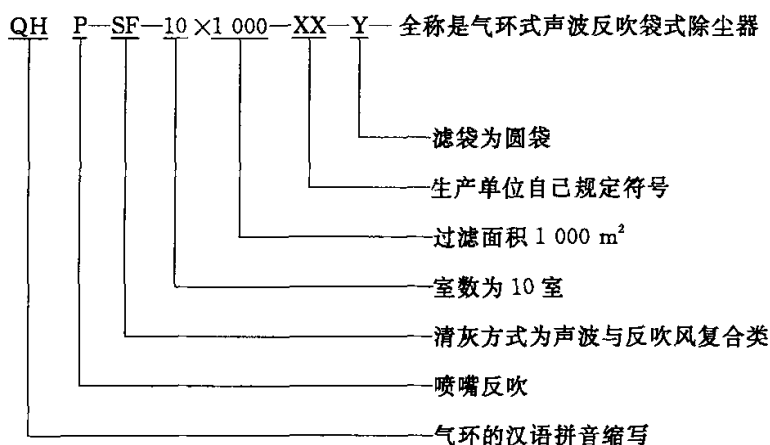 QH P-SF-10×1 000-XX-Y- 全称是气环式声波反吹袋式除尘器
滤袋为圆袋
生产单位自己规定符号
过滤面积 1 000 m²
室数为 10 室
清灰方式为声波与反吹风复合类
喷嘴反吹
气环的汉语拼音缩写